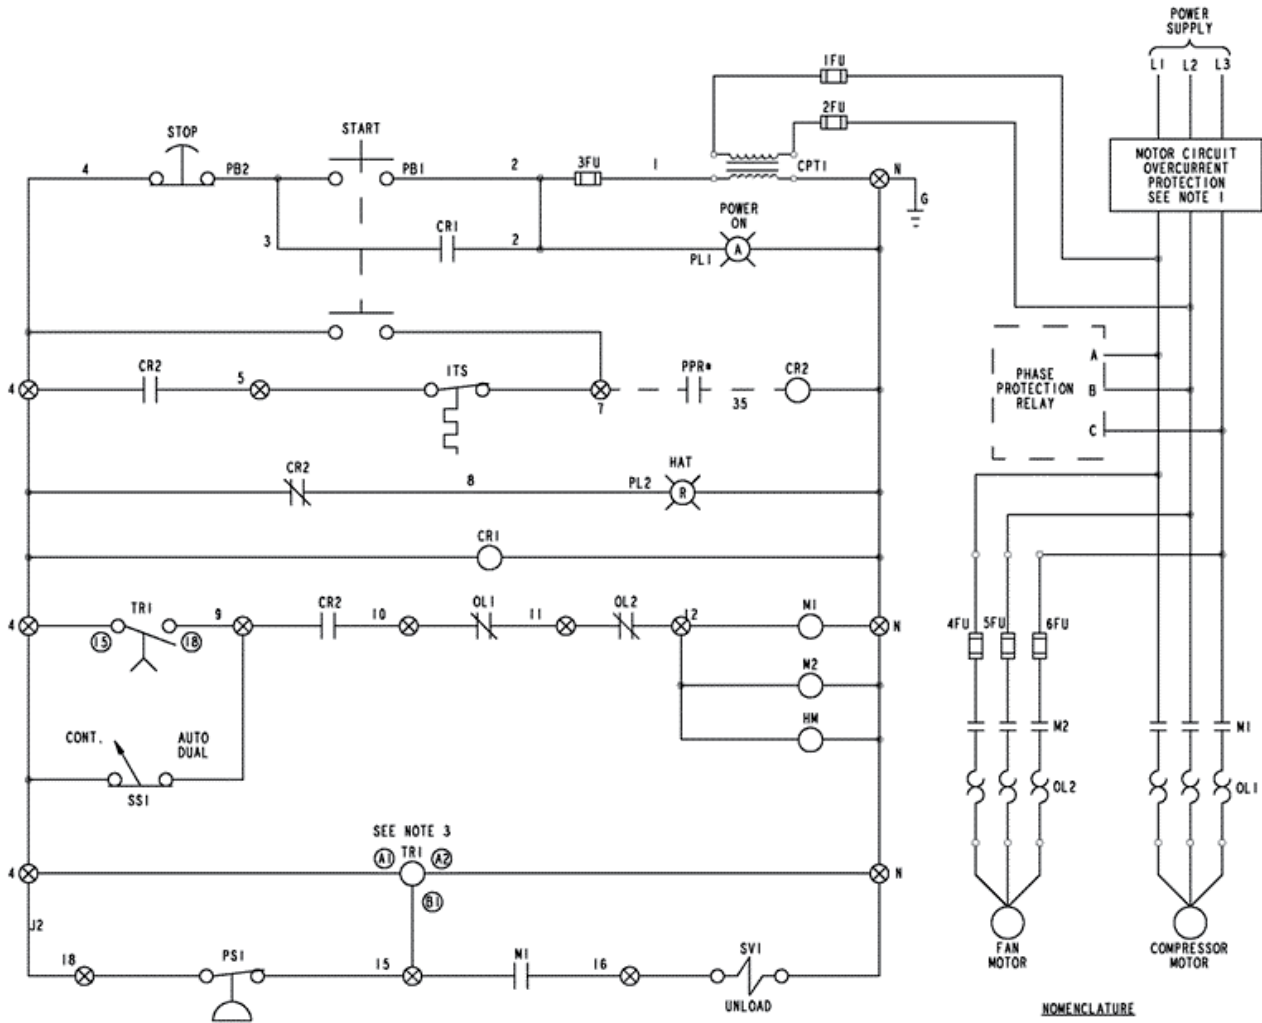 POWER
SUPPLY
L1 L2 L3
1FU
2FU
STOP
START
MOTOR CIRCUIT
OVERCURRENT
PROTECTION
SEE NOTE 1
4 PB2 PB1 2 3FU 1 CPT1 N
G
POWER
ON
CR1
3 2 PL1 A
A
PHASE
PROTECTION
RELAY
B
C
CR2 5 1TS PPR* CR2
4 7 35
CR2 8 HAT
PL2 R
CR1
TR1 9 CR2 10 OL1 11 OL2 12 M1
4 15 18 N
4FU 5FU 6FU
M2
HM
CONT. AUTO
DUAL
SS1
M2 M1
OL2 OL1
SEE NOTE 3
A1 TR1 A2
4 N
B1
J2
18 PS1 15 M1 16 SV1
UNLOAD
FAN
MOTOR
COMPRESSOR
MOTOR
NOMENCLATURE